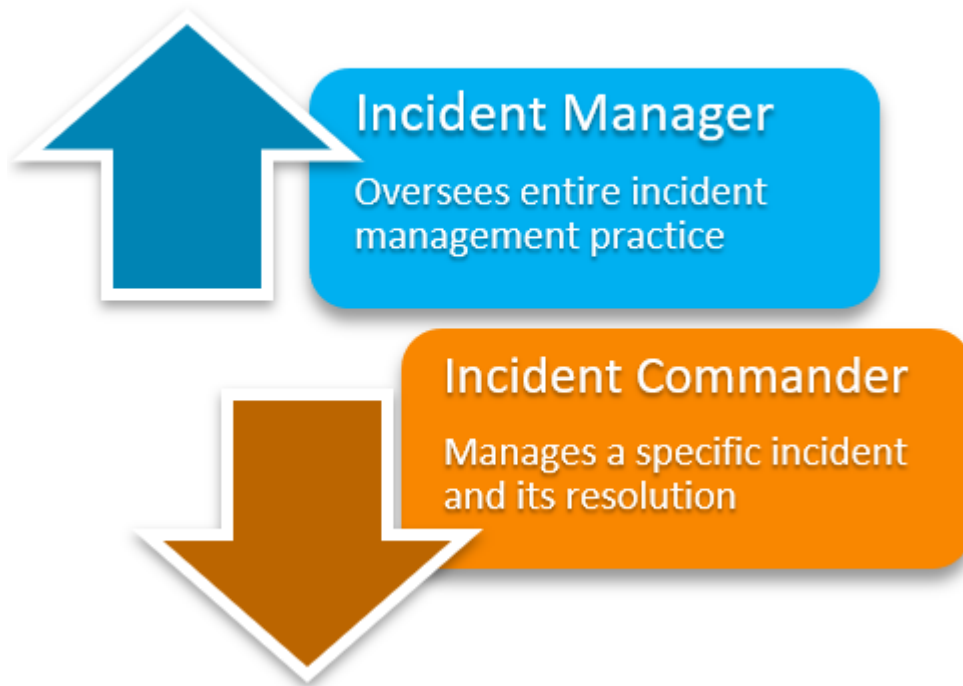 Incident Manager
Oversees entire incident
management practice
Incident Commander
Manages a specific incident
and its resolution